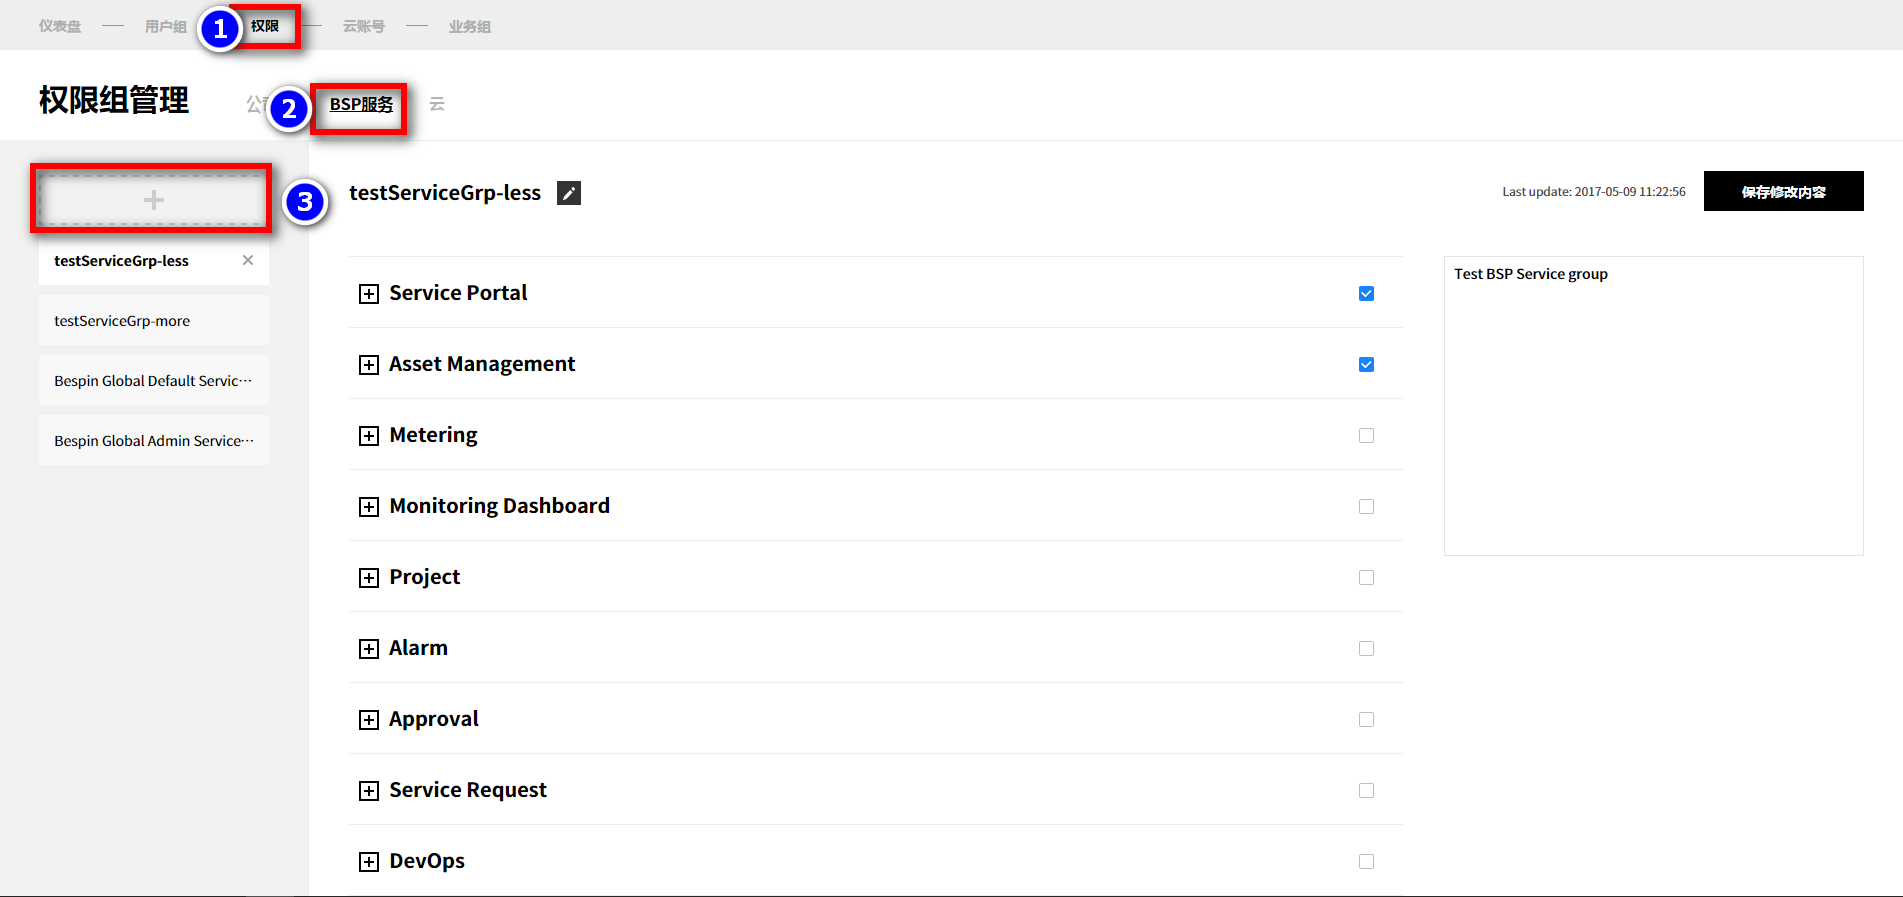 仪表盘 用户组 1 权限 云账号 业务组
权限组管理 公 2 BSP服务 云
3
testServiceGrp-less
Last update: 2017-05-09 11:22:56 保存修改内容
testServiceGrp-less
testServiceGrp-more
Bespin Global Default Servic···
Bespin Global Admin Service···
Service Portal
Asset Management
Metering
Monitoring Dashboard
Project
Alarm
Approval
Service Request
DevOps
Test BSP Service group